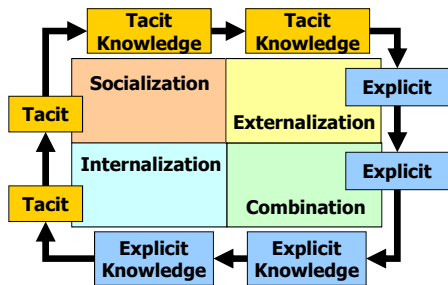 Tacit
Knowledge
Tacit
Knowledge
Socialization
Explicit
Tacit
Externalization
Internalization
Explicit
Tacit
Combination
Explicit
Knowledge
Explicit
Knowledge